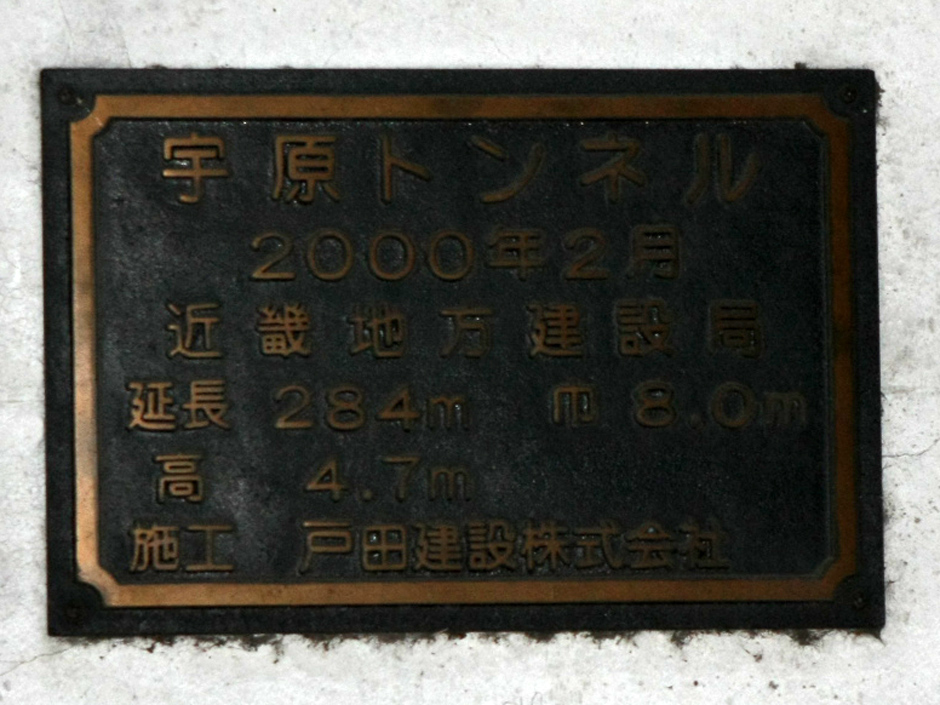 宇原トンネル
2000年2月
近畿地方建設局
延長 284m 巾 8.0m
高 4.7m
施工 戸田建設株式会社